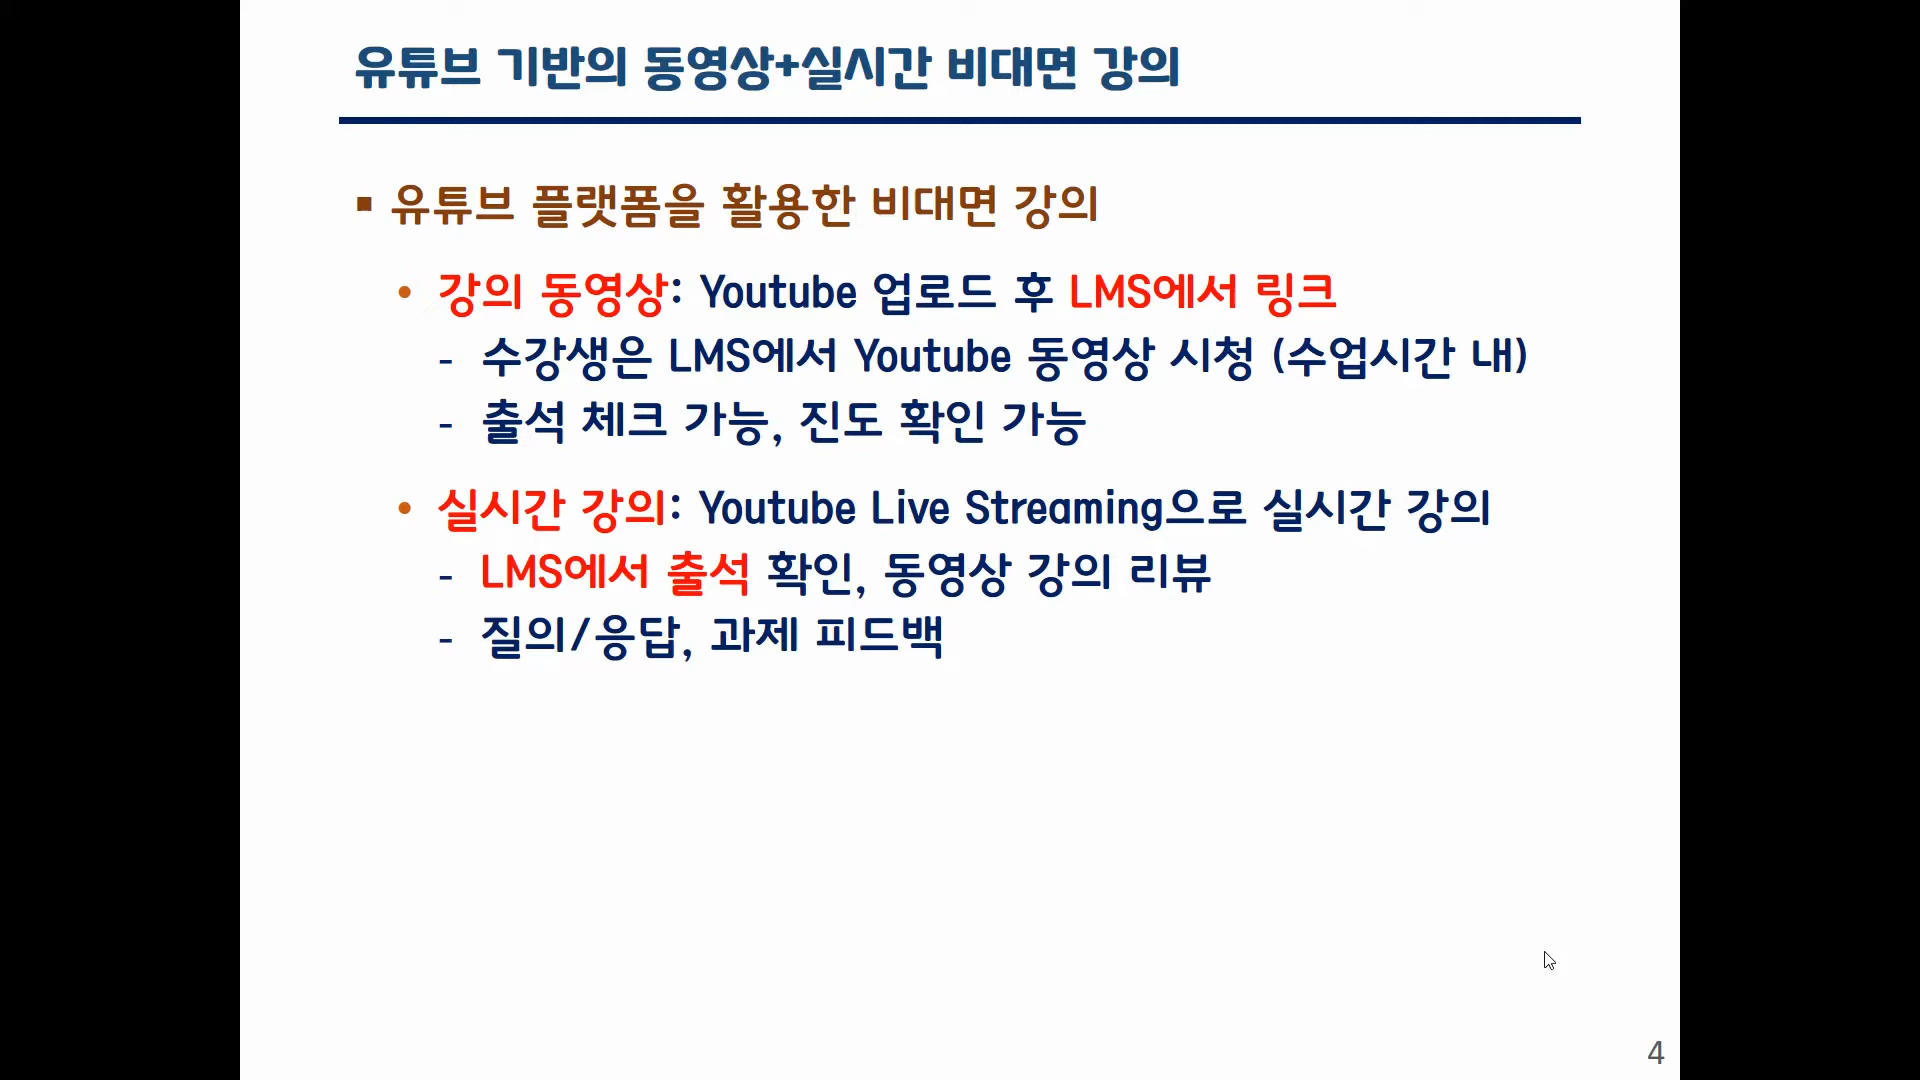 유튜브 기반의 동영상+실시간 비대면 강의
▪ 유튜브 플랫폼을 활용한 비대면 강의
• 강의 동영상: Youtube 업로드 후 LMS에서 링크
- 수강생은 LMS에서 Youtube 동영상 시청 (수업시간 내)
- 출석 체크 가능, 진도 확인 가능
• 실시간 강의: Youtube Live Streaming으로 실시간 강의
- LMS에서 출석 확인, 동영상 강의 리뷰
- 질의/응답, 과제 피드백
4